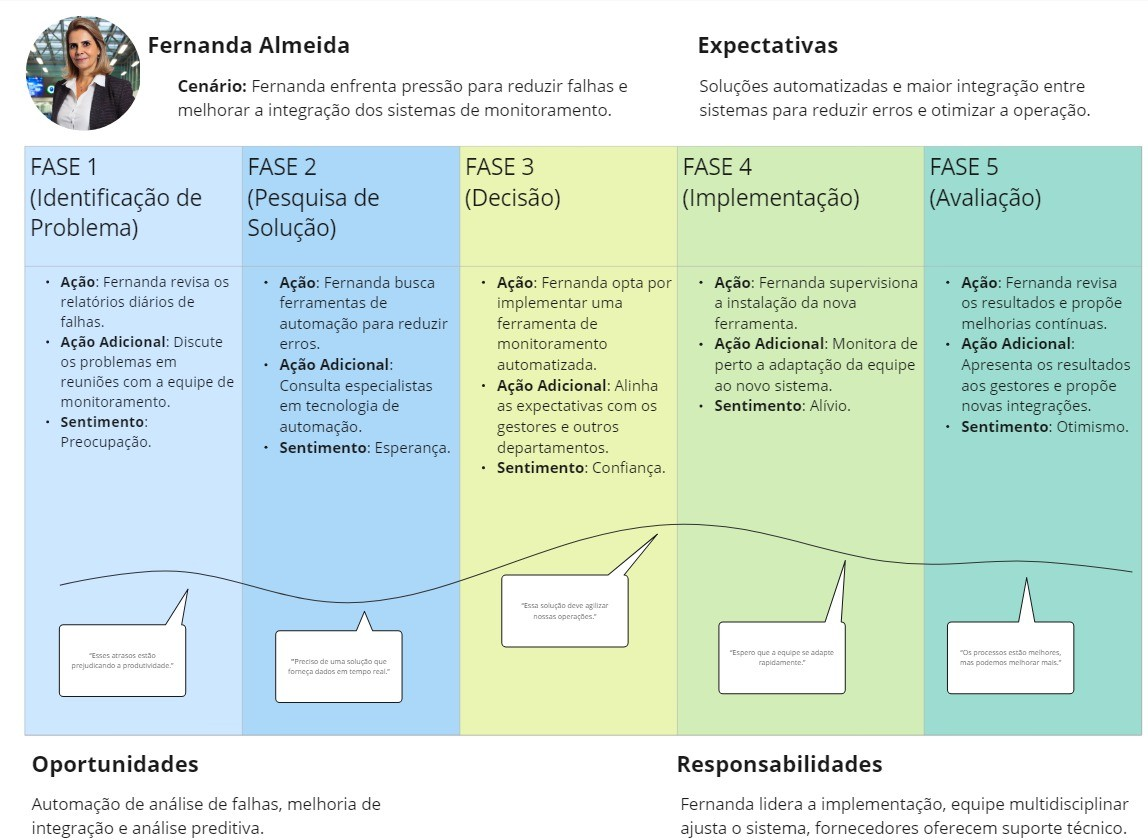 Fernanda Almeida
Cenário: Fernanda enfrenta pressão para reduzir falhas e
melhorar a integração dos sistemas de monitoramento.
Expectativas
Soluções automatizadas e maior integração entre
sistemas para reduzir erros e otimizar a operação.
FASE 1
(Identificação de
Problema)
• Ação: Fernanda revisa os
relatórios diários de
falhas.
• Ação Adicional: Discute
os problemas em
reuniões com a equipe de
monitoramento.
• Sentimento:
Preocupação.
"Esses atrasos estão
prejudicando a produtividade."
FASE 2
(Pesquisa de
Solução)
• Ação: Fernanda busca
ferramentas de
automação para reduzir
erros.
• Ação Adicional:
Consulta especialistas
em tecnologia de
automação.
• Sentimento: Esperança.
"Preciso de uma solução que
forneça dados em tempo real."
FASE 3
(Decisão)
• Ação: Fernanda opta por
implementar uma
ferramenta de
monitoramento
automatizada.
• Ação Adicional: Alinha
as expectativas com os
gestores e outros
departamentos.
• Sentimento: Confiança.
"Essa solução deve agilizar
nossas operações."
FASE 4
(Implementação)
• Ação: Fernanda supervisiona
a instalação da nova
ferramenta.
• Ação Adicional: Monitora de
perto a adaptação da equipe
ao novo sistema.
• Sentimento: Alívio.
"Espero que a equipe se adapte
rapidamente."
FASE 5
(Avaliação)
• Ação: Fernanda revisa
os resultados e propõe
melhorias contínuas.
• Ação Adicional:
Apresenta os resultados
aos gestores e propõe
novas integrações.
• Sentimento: Otimismo.
"Os processos estão melhores,
mas podemos melhorar mais."
Oportunidades
Automação de análise de falhas, melhoria de
integração e análise preditiva.
Responsabilidades
Fernanda lidera a implementação, equipe multidisciplinar
ajusta o sistema, fornecedores oferecem suporte técnico.